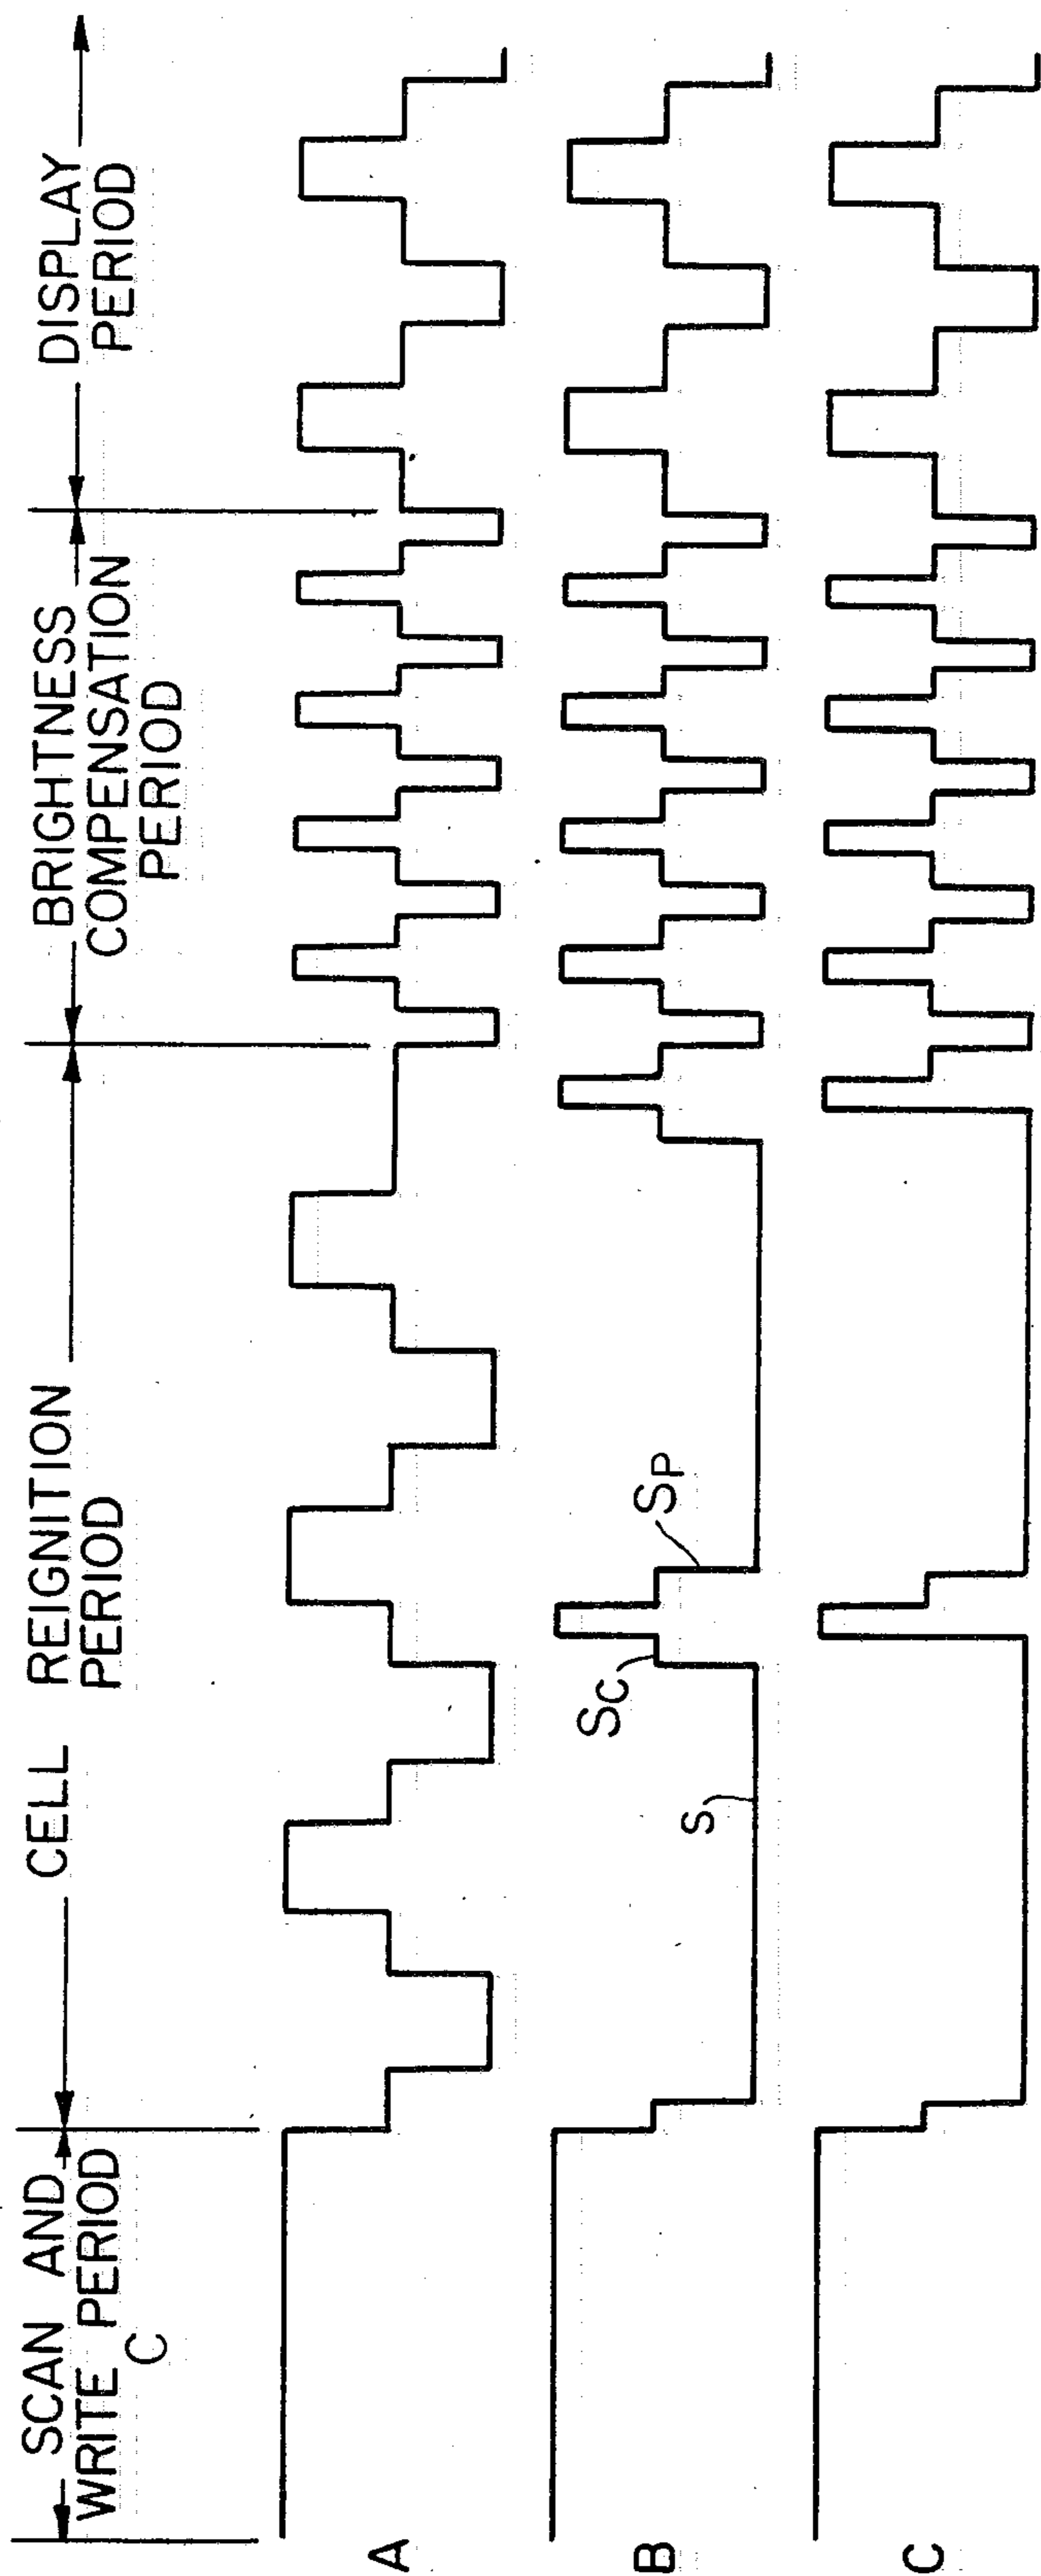 SCAN AND
WRITE PERIOD
C
CELL REIGNITION
PERIOD
BRIGHTNESS
COMPENSATION
PERIOD
DISPLAY
PERIOD
A
B
S
SC
SP
C